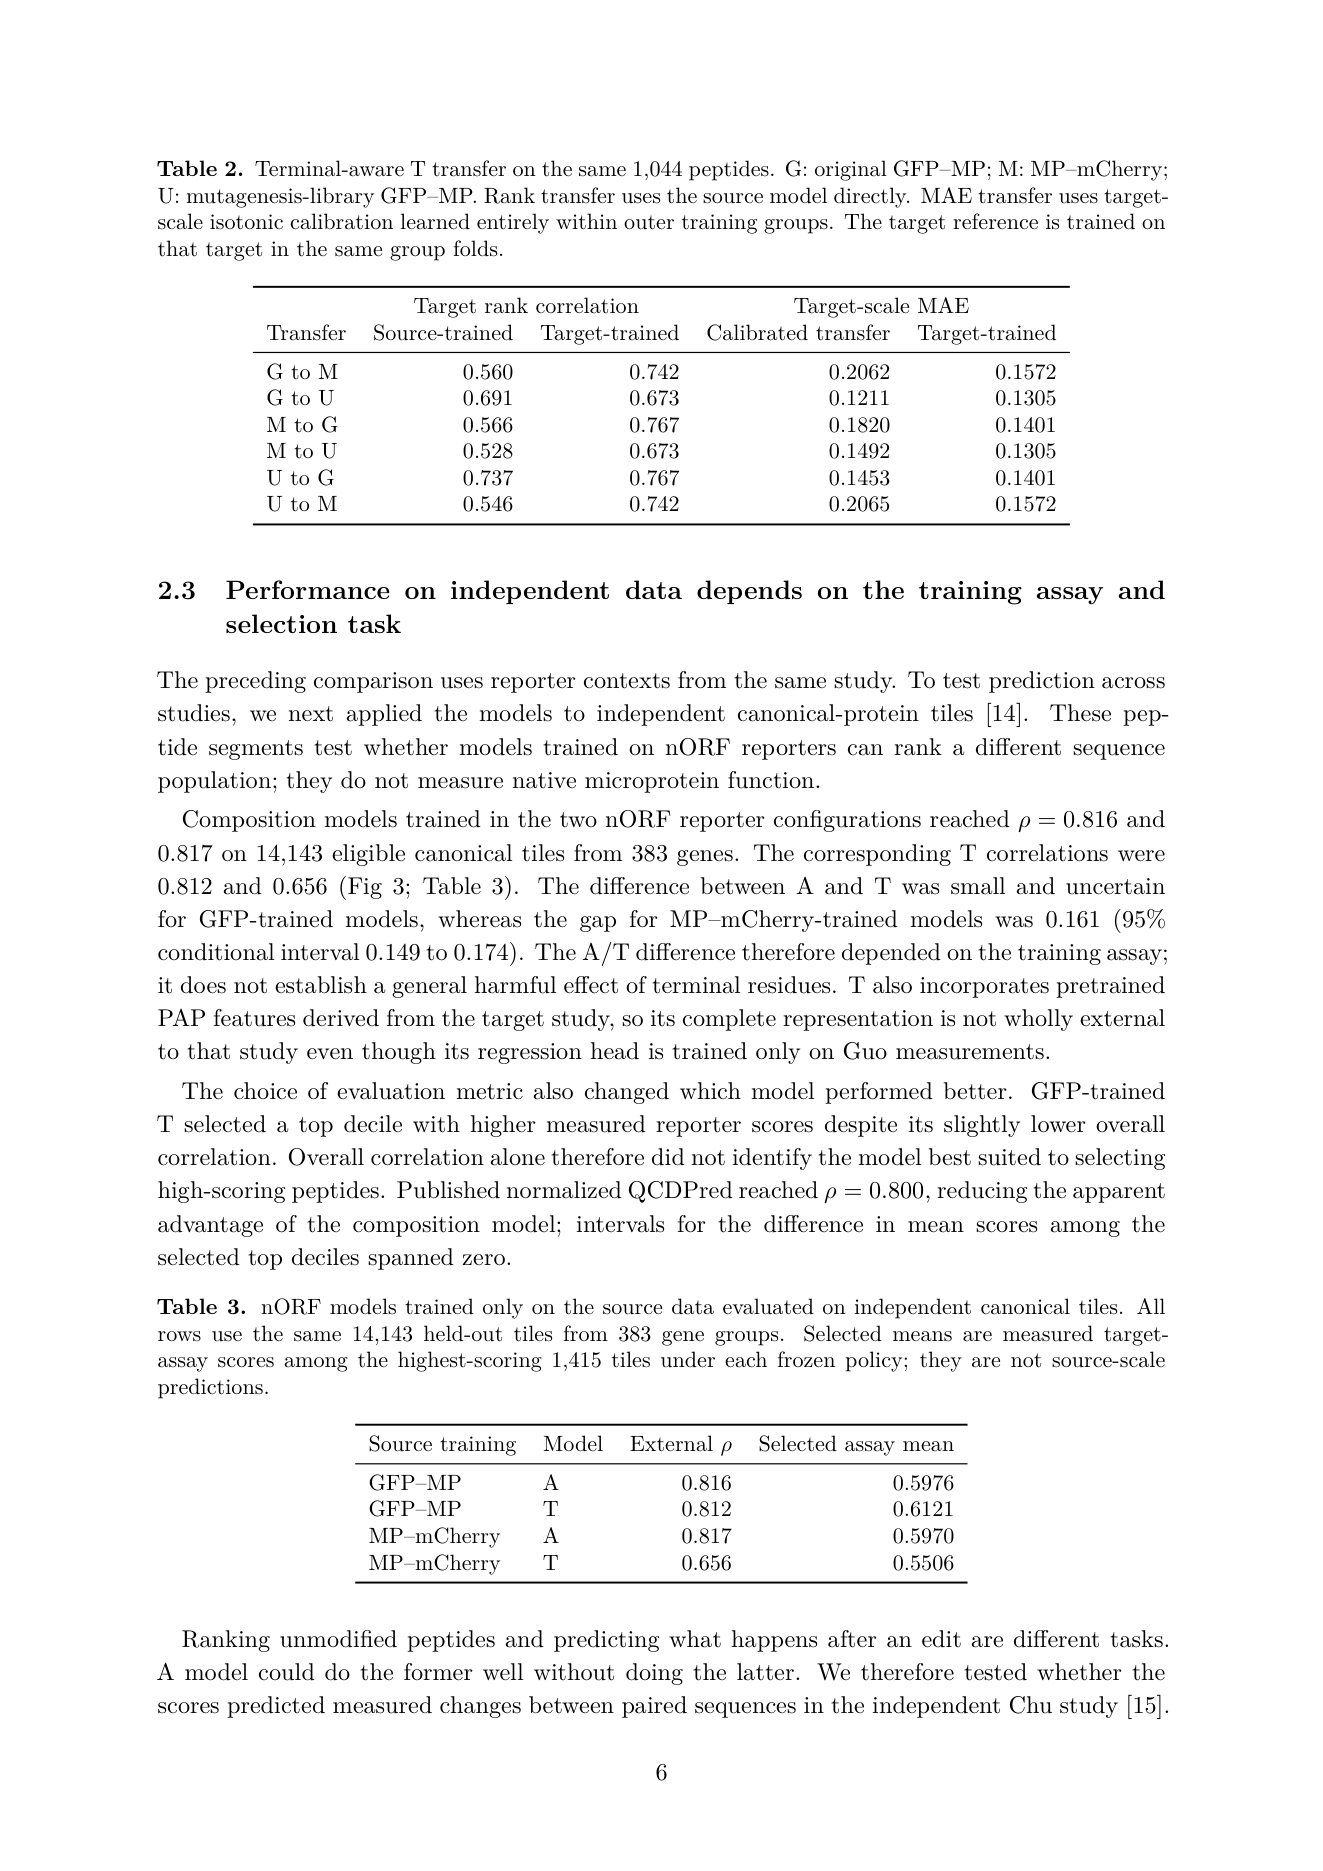 Table 2. Terminal-aware T transfer on the same 1,044 peptides. G: original GFP–MP; M: MP–mCherry;
U: mutagenesis-library GFP–MP. Rank transfer uses the source model directly. MAE transfer uses target-
scale isotonic calibration learned entirely within outer training groups. The target reference is trained on
that target in the same group folds.
Target rank correlation Target-scale MAE
Transfer Source-trained Target-trained Calibrated transfer Target-trained
G to M 0.560 0.742 0.2062 0.1572
G to U 0.691 0.673 0.1211 0.1305
M to G 0.566 0.767 0.1820 0.1401
M to U 0.528 0.673 0.1492 0.1305
U to G 0.737 0.767 0.1453 0.1401
U to M 0.546 0.742 0.2065 0.1572
2.3 Performance on independent data depends on the training assay and
selection task
The preceding comparison uses reporter contexts from the same study. To test prediction across
studies, we next applied the models to independent canonical-protein tiles [14]. These pep-
tide segments test whether models trained on nORF reporters can rank a different sequence
population; they do not measure native microprotein function.
Composition models trained in the two nORF reporter configurations reached ρ = 0.816 and
0.817 on 14,143 eligible canonical tiles from 383 genes. The corresponding T correlations were
0.812 and 0.656 (Fig 3; Table 3). The difference between A and T was small and uncertain
for GFP-trained models, whereas the gap for MP–mCherry-trained models was 0.161 (95%
conditional interval 0.149 to 0.174). The A/T difference therefore depended on the training assay;
it does not establish a general harmful effect of terminal residues. T also incorporates pretrained
PAP features derived from the target study, so its complete representation is not wholly external
to that study even though its regression head is trained only on Guo measurements.
The choice of evaluation metric also changed which model performed better. GFP-trained
T selected a top decile with higher measured reporter scores despite its slightly lower overall
correlation. Overall correlation alone therefore did not identify the model best suited to selecting
high-scoring peptides. Published normalized QCDPred reached ρ = 0.800, reducing the apparent
advantage of the composition model; intervals for the difference in mean scores among the
selected top deciles spanned zero.
Table 3. nORF models trained only on the source data evaluated on independent canonical tiles. All
rows use the same 14,143 held-out tiles from 383 gene groups. Selected means are measured target-
assay scores among the highest-scoring 1,415 tiles under each frozen policy; they are not source-scale
predictions.
Source training Model External ρ Selected assay mean
GFP–MP A 0.816 0.5976
GFP–MP T 0.812 0.6121
MP–mCherry A 0.817 0.5970
MP–mCherry T 0.656 0.5506
Ranking unmodified peptides and predicting what happens after an edit are different tasks.
A model could do the former well without doing the latter. We therefore tested whether the
scores predicted measured changes between paired sequences in the independent Chu study [15].
6